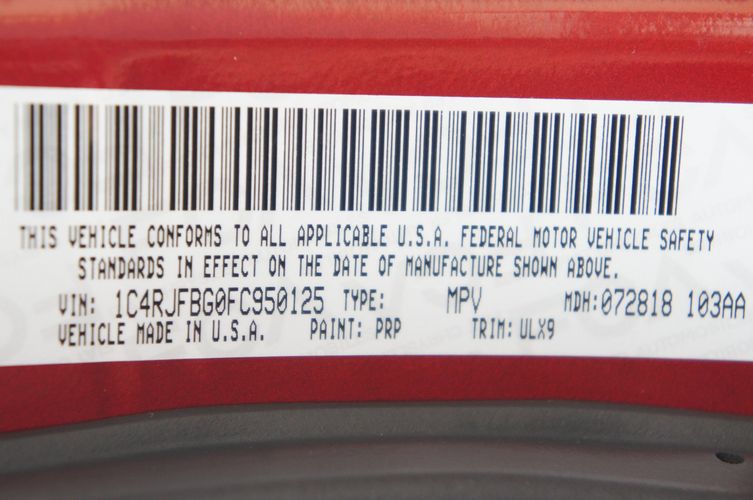 THIS VEHICLE CONFORMS TO ALL APPLICABLE U.S.A. FEDERAL MOTOR VEHICLE SAFETY
STANDARDS IN EFFECT ON THE DATE OF MANUFACTURE SHOWN ABOVE.
VIN: 1C4RJFBG0FC950125 TYPE: MPV MDH:072818 103AA
VEHICLE MADE IN U.S.A. PAINT: PRP TRIM: ULX9